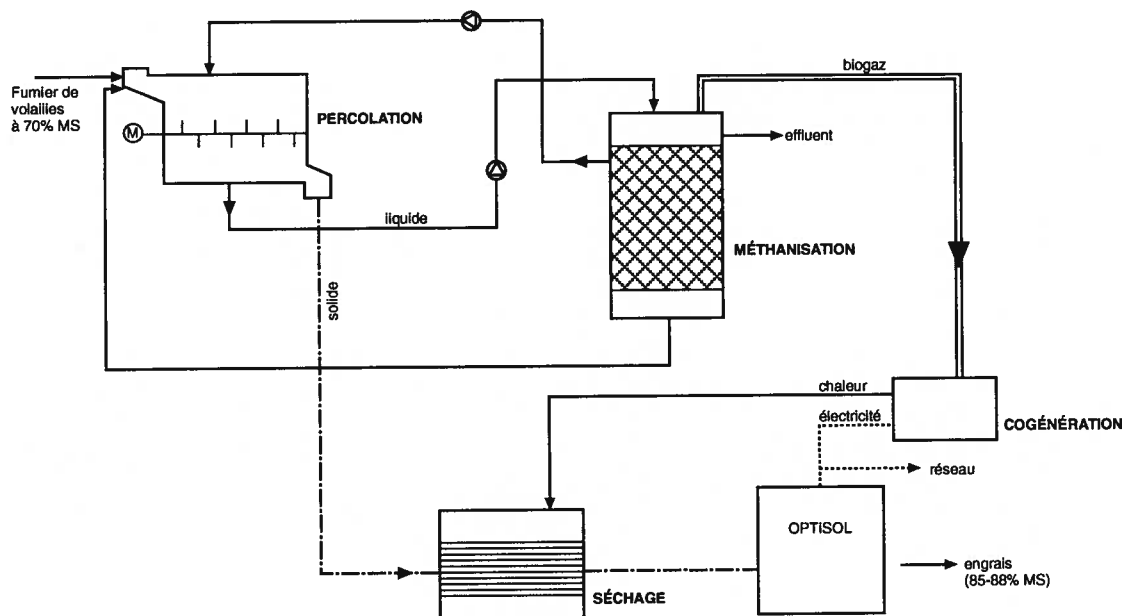 biogaz
Fumier de
volailles
à 70% MS
PERCOLATION
M
effluent
liquide
MÉTHANISATION
solide
chaleur
électricité
COGÉNÉRATION
réseau
OPTISOL
engrais
(85-88% MS)
SÉCHAGE